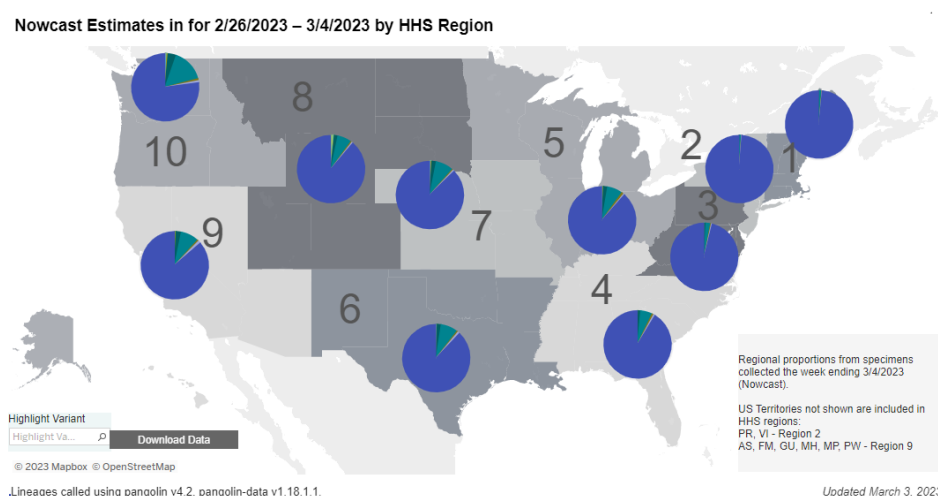 Nowcast Estimates in for 2/26/2023 – 3/4/2023 by HHS Region
8
5
2
1
10
3
9
7
4
6
Regional proportions from specimens
collected the week ending 3/4/2023
(Nowcast).
US Territories not shown are included in
HHS regions:
PR, VI - Region 2
AS, FM, GU, MH, MP, PW - Region 9
Highlight Variant
Highlight Va...
Download Data
© 2023 Mapbox © OpenStreetMap
.Lineages called using pangolin v4.2, pangolin-data v1.18.1.1.
Updated March 3, 2023